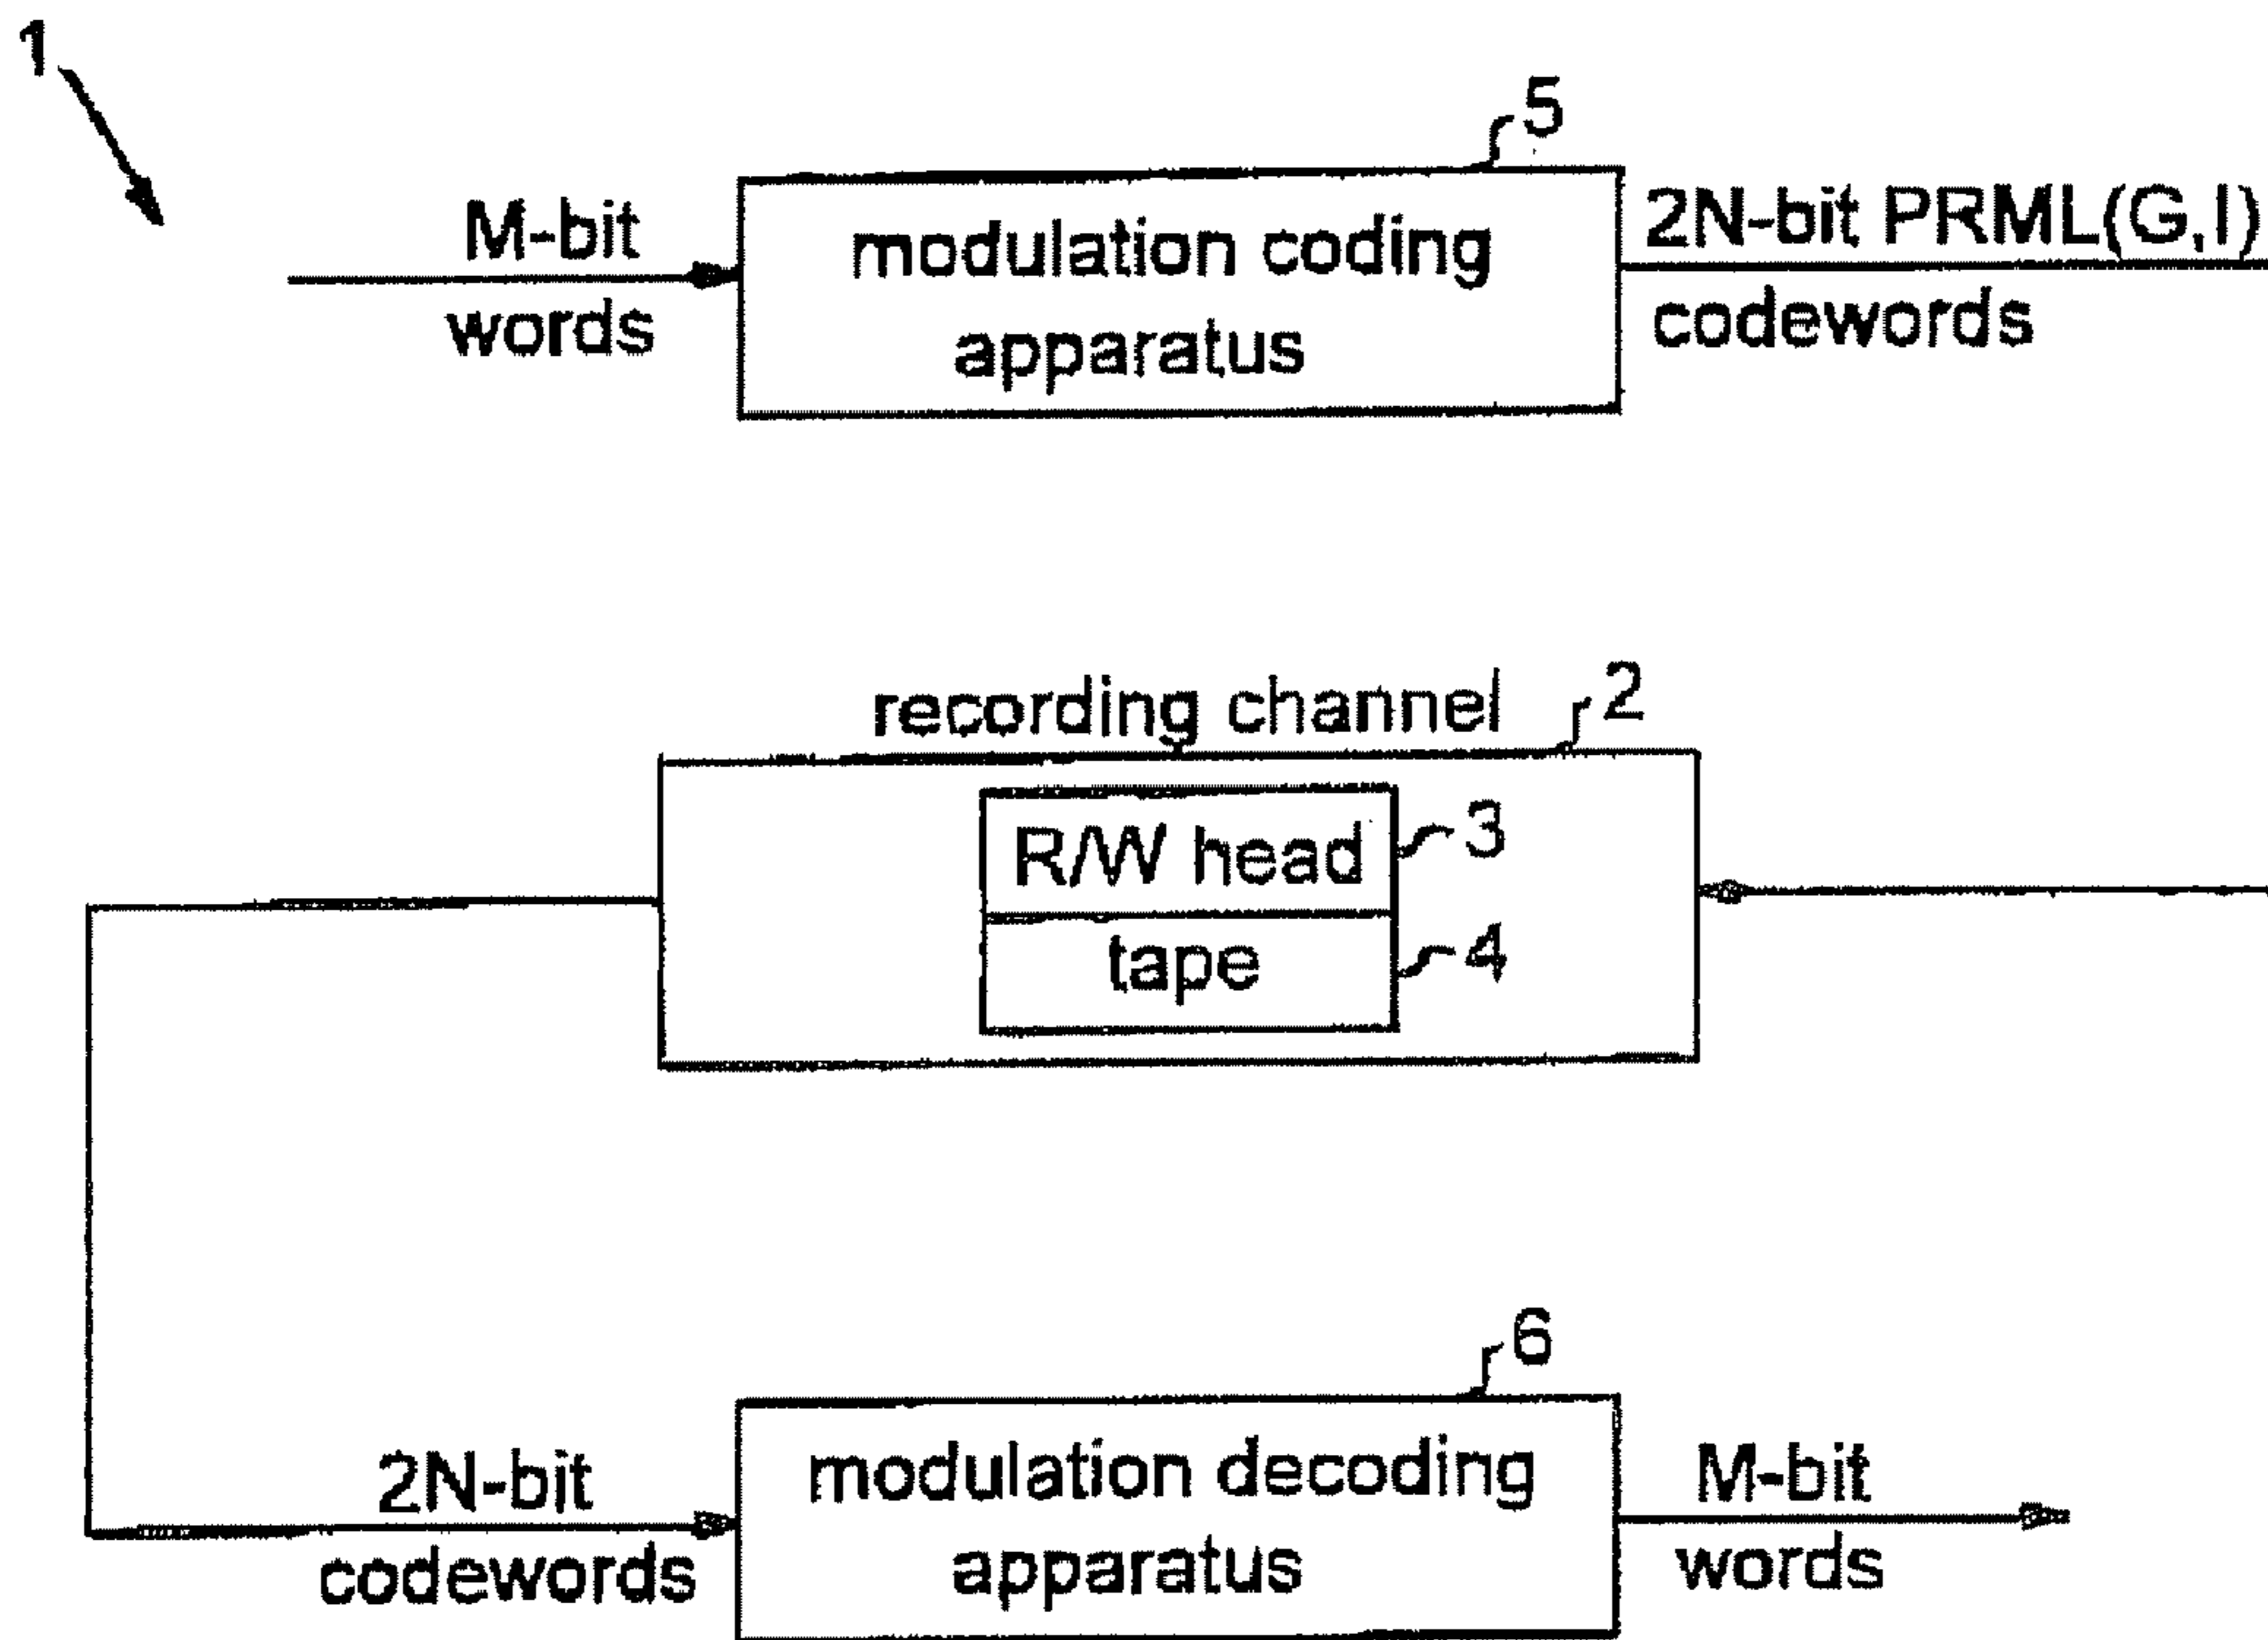 1
5
M-bit
words
modulation coding
apparatus
2N-bit PRML(G,I)
codewords
recording channel
2
R/W head
3
tape
4
6
2N-bit
codewords
modulation decoding
apparatus
M-bit
words